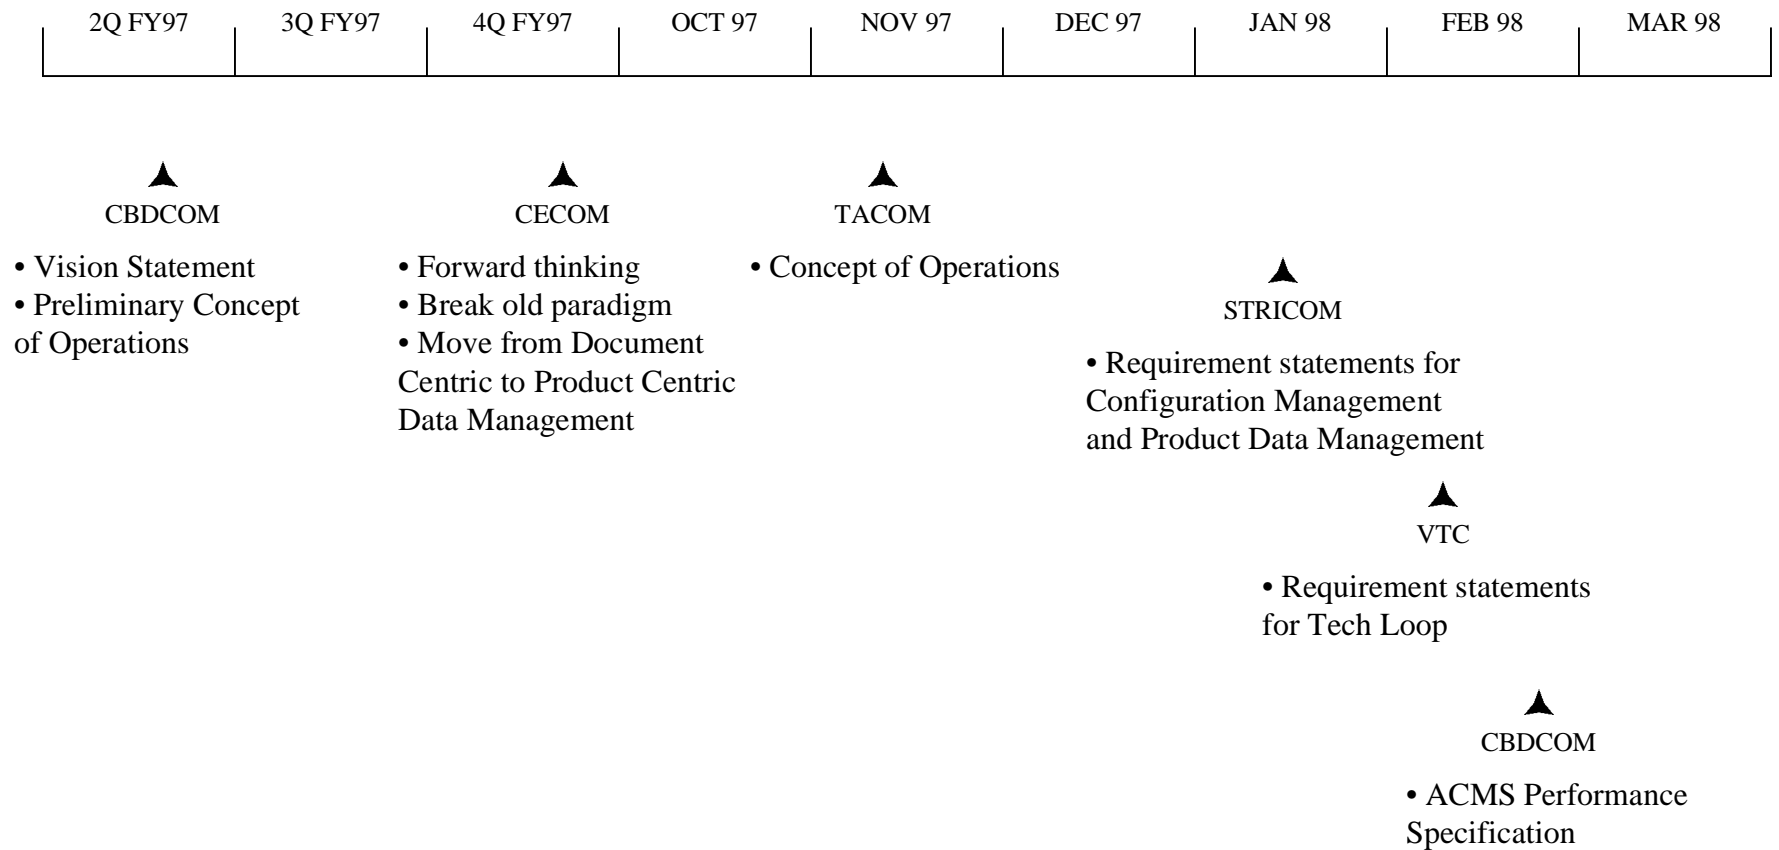 2Q FY97 3Q FY97 4Q FY97 OCT 97 NOV 97 DEC 97 JAN 98 FEB 98 MAR 98
CBDCOM
• Vision Statement
• Preliminary Concept
of Operations
CECOM
• Forward thinking
• Break old paradigm
• Move from Document
Centric to Product Centric
Data Management
TACOM
• Concept of Operations
STRICOM
• Requirement statements for
Configuration Management
and Product Data Management
VTC
• Requirement statements
for Tech Loop
CBDCOM
• ACMS Performance
Specification